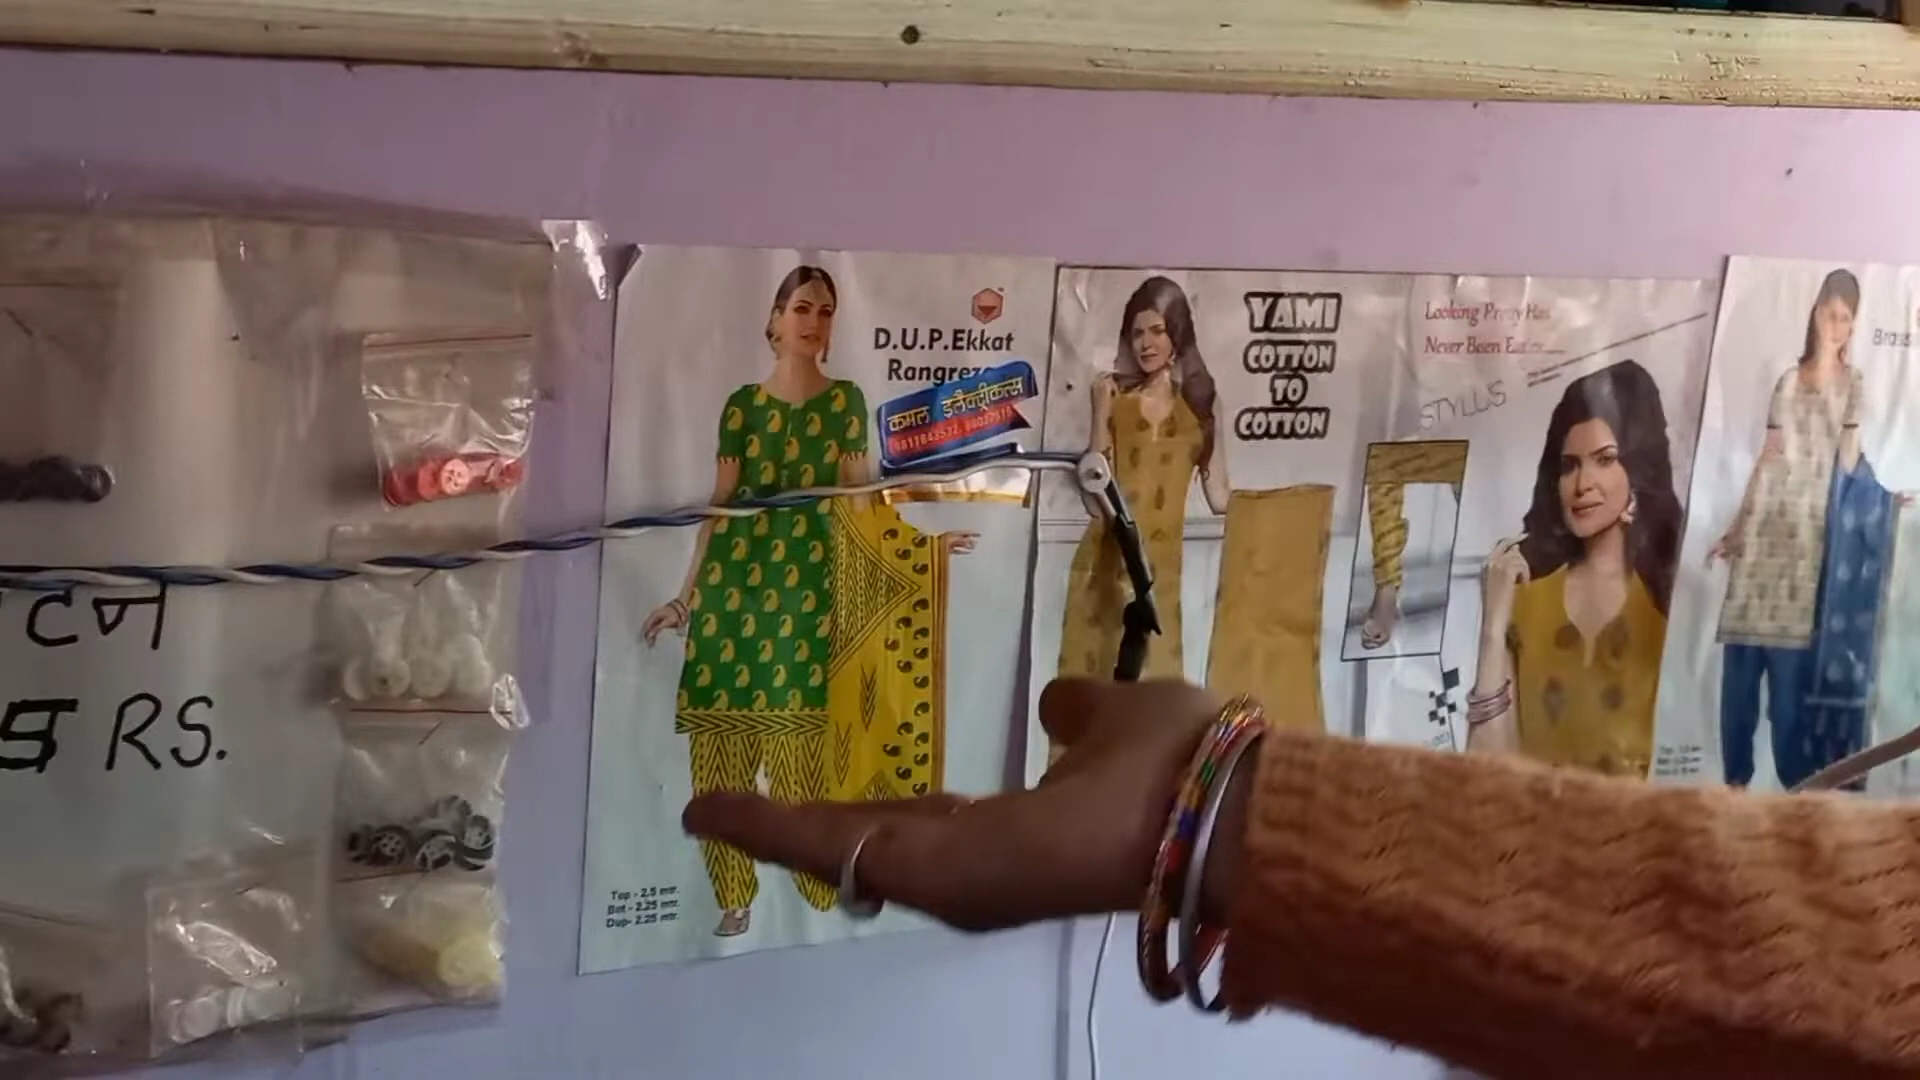 टन
5 RS.
D.U.P.Ekkat
कमल इलैक्ट्रीकल्स
Top - 2.5 mtr.
Bot - 2.25 mtr.
Dup- 2.25 mtr.
YAMI
COTTON
TO
COTTON
Looking Pretty Has
Never Been Easier......
STYLUS